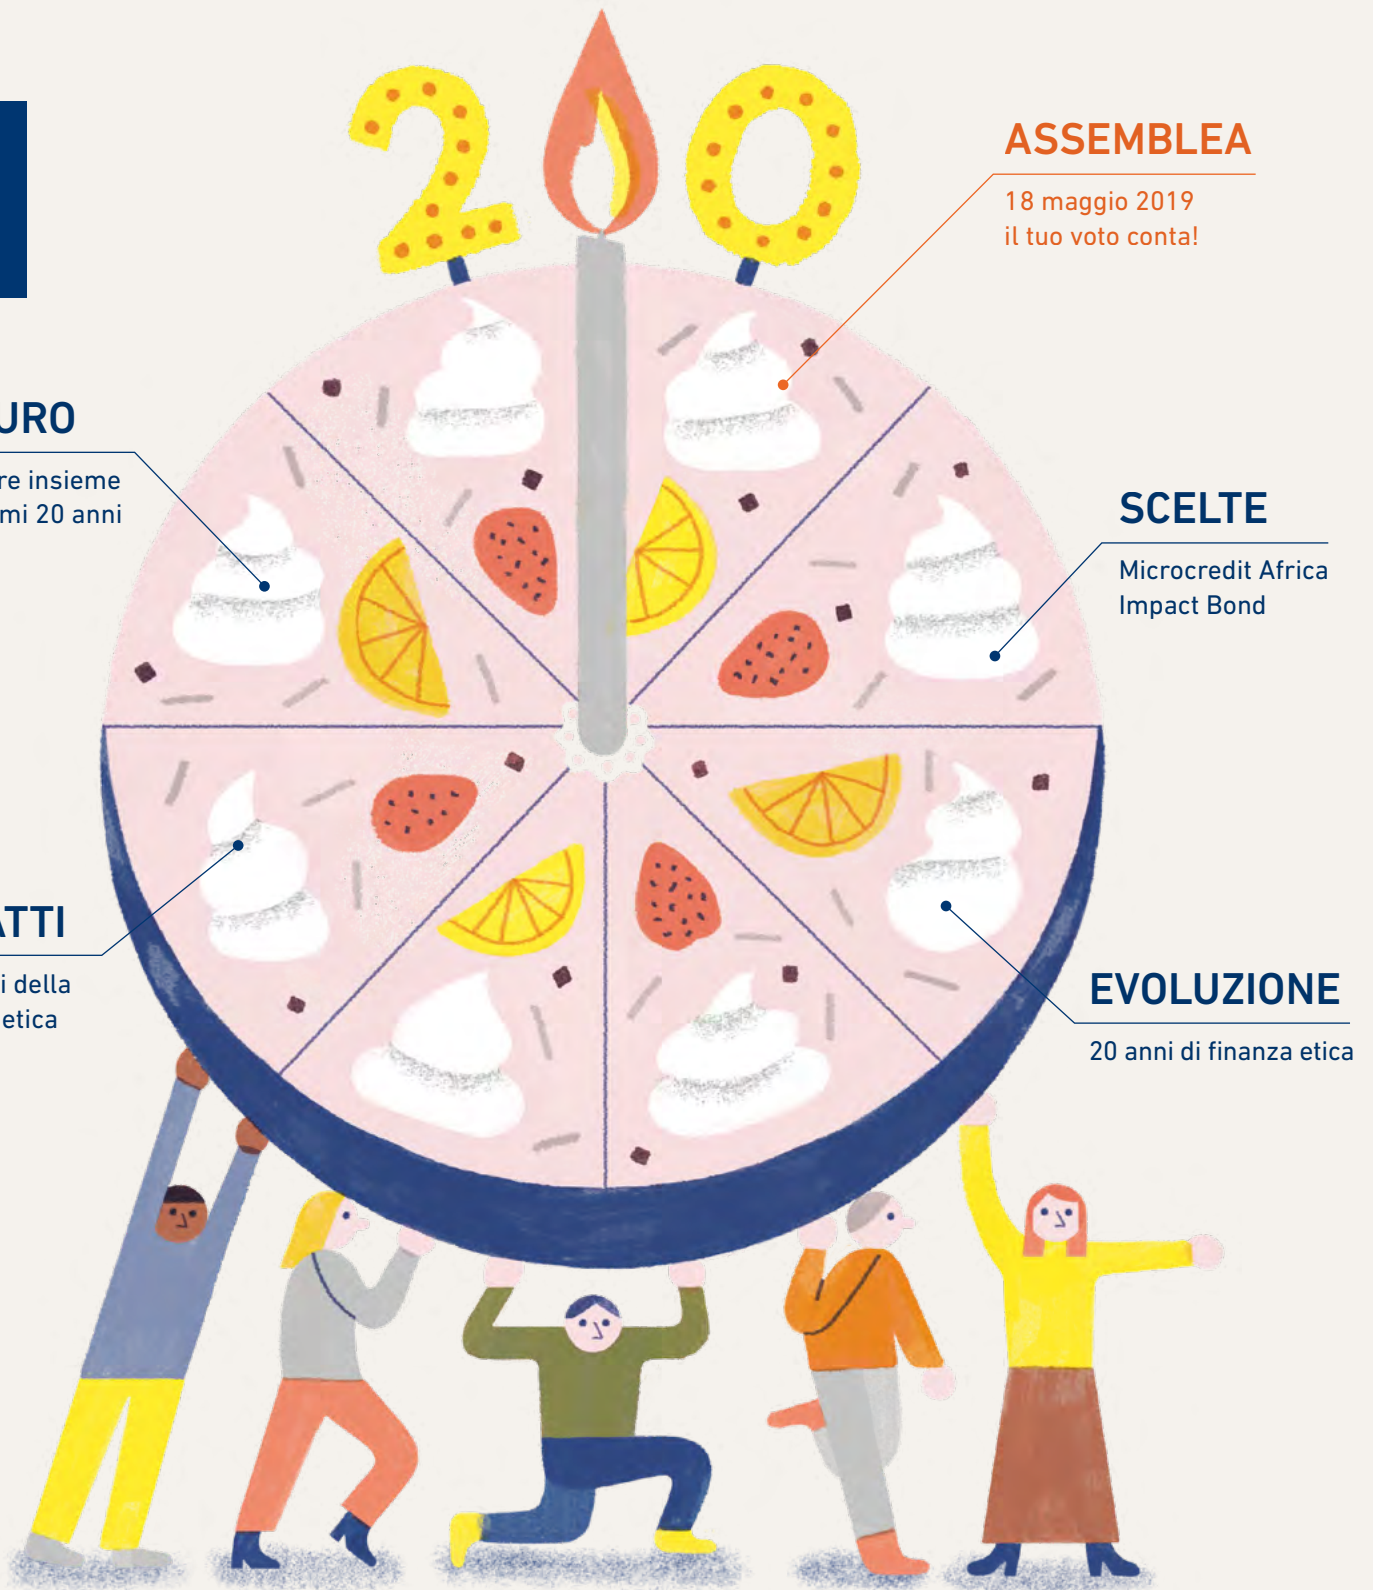 20
ASSEMBLEA
18 maggio 2019
il tuo voto conta!
URO
re insieme
mi 20 anni
SCELTE
Microcredit Africa
Impact Bond
ATTI
i della
etica
EVOLUZIONE
20 anni di finanza etica